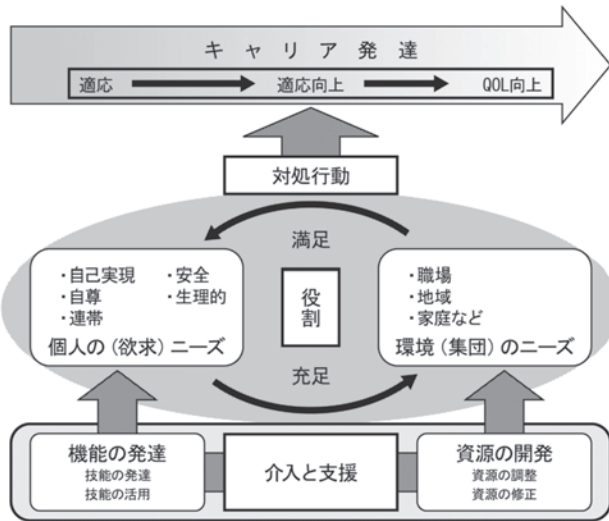 キャリア発達
適応 適応向上 QOL向上
対処行動
満足
・自己実現 ・安全
・自尊 ・生理的
・連帯
個人の(欲求)ニーズ
役割
・職場
・地域
・家庭など
環境(集団)のニーズ
充足
機能の発達
技能の発達
技能の活用
介入と支援
資源の開発
資源の調整
資源の修正